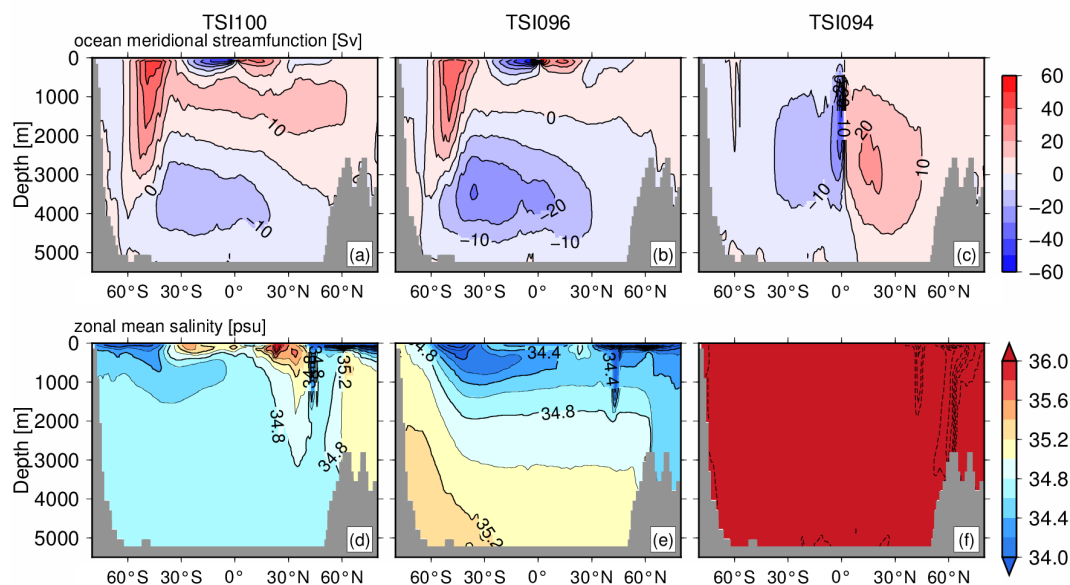 TSI100 TSI096 TSI094
ocean meridional streamfunction [Sv]
Depth [m]
0
1000
2000
3000
4000
5000
10
0
−10
(a)
0
−20
−10
−10
(b)
10
20
−10
10
(c)
60
40
20
0
−20
−40
−60
60°S 30°S 0° 30°N 60°N
60°S 30°S 0° 30°N 60°N
60°S 30°S 0° 30°N 60°N
zonal mean salinity [psu]
Depth [m]
0
1000
2000
3000
4000
5000
34.8
35.2
34.8
34.8
(d)
34.4
34.4
34.8
35.2
(e)
(f)
36.0
35.6
35.2
34.8
34.4
34.0
60°S 30°S 0° 30°N 60°N
60°S 30°S 0° 30°N 60°N
60°S 30°S 0° 30°N 60°N